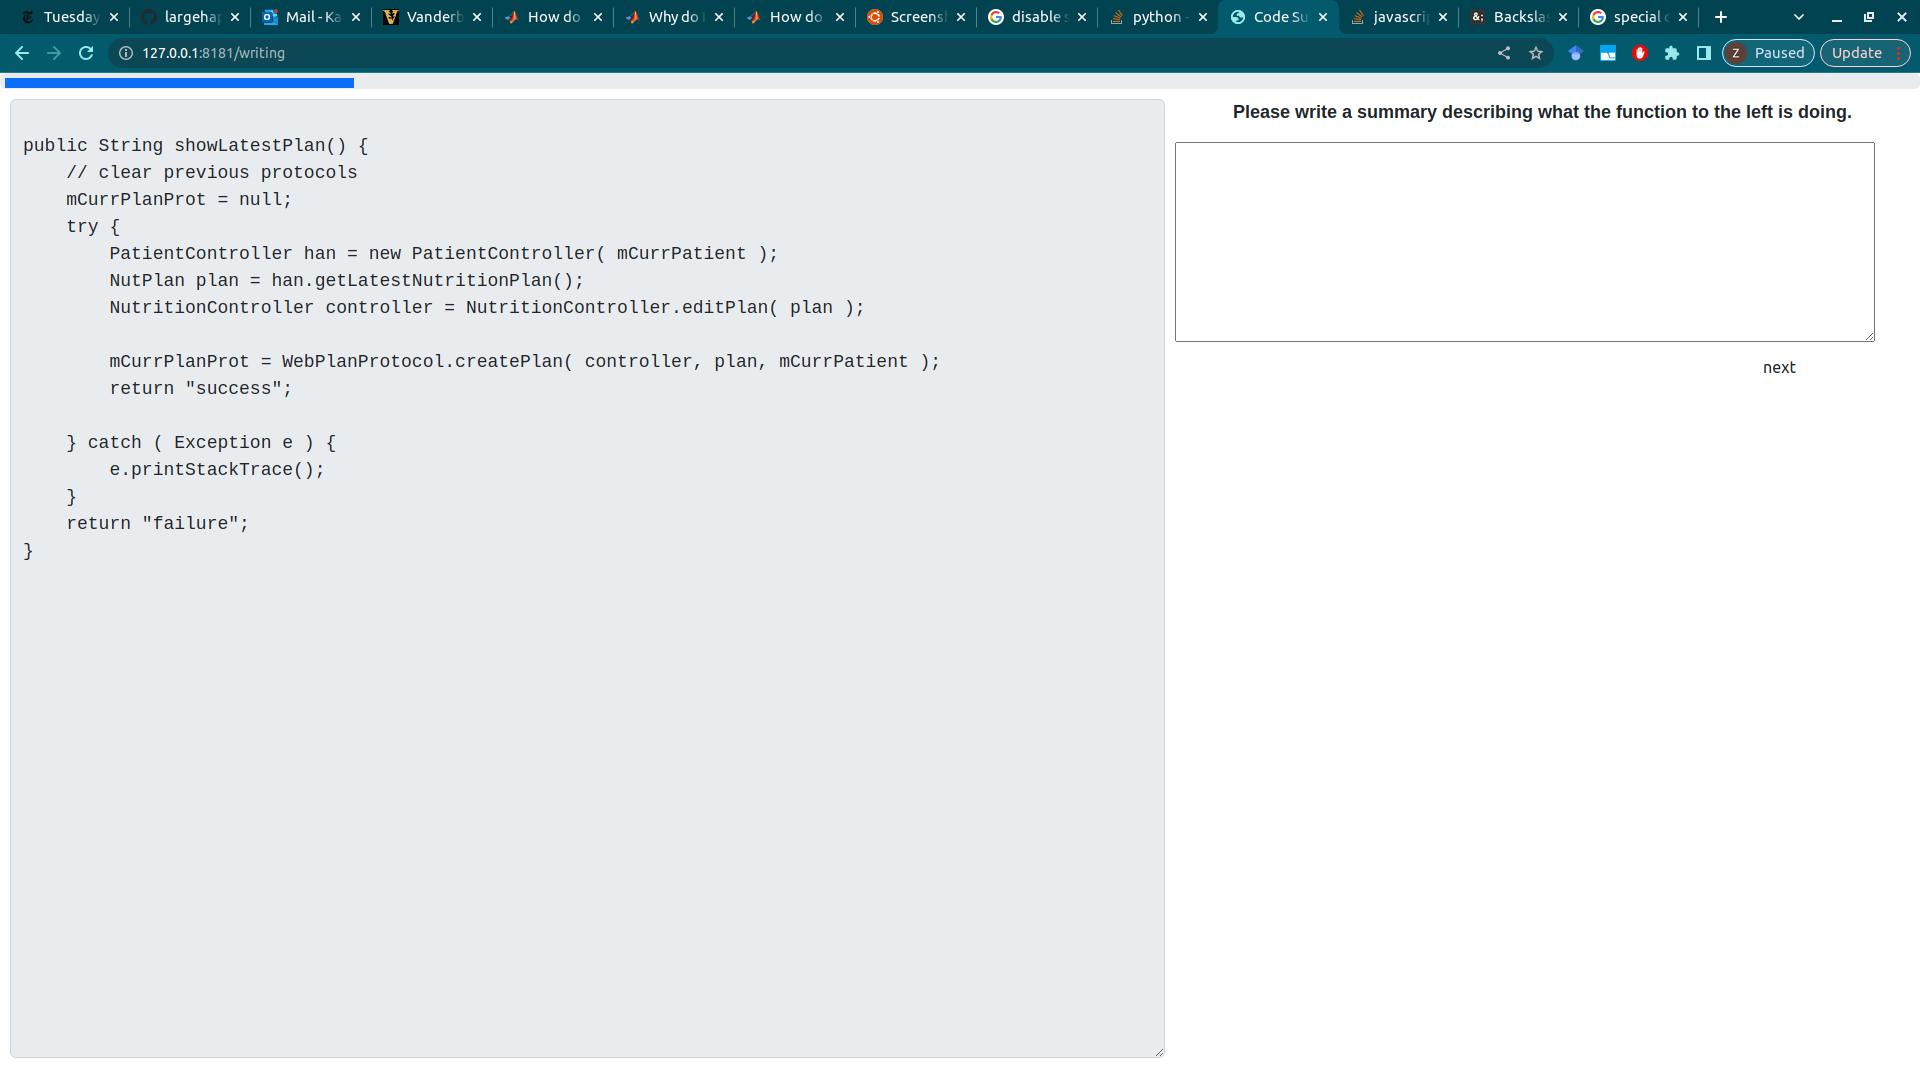 Tuesday
largehap
Mail - Ka
Vanderb
How do
Why do
How do
Screens
disable s
python -
Code Su
javascri
Backslas
special c
127.0.0.1:8181/writing
Z Paused
Update
public String showLatestPlan() {
    // clear previous protocols
    mCurrPlanProt = null;
    try {
        PatientController han = new PatientController( mCurrPatient );
        NutPlan plan = han.getLatestNutritionPlan();
        NutritionController controller = NutritionController.editPlan( plan );
        mCurrPlanProt = WebPlanProtocol.createPlan( controller, plan, mCurrPatient );
        return "success";
    } catch ( Exception e ) {
        e.printStackTrace();
    }
    return "failure";
}
Please write a summary describing what the function to the left is doing.
next